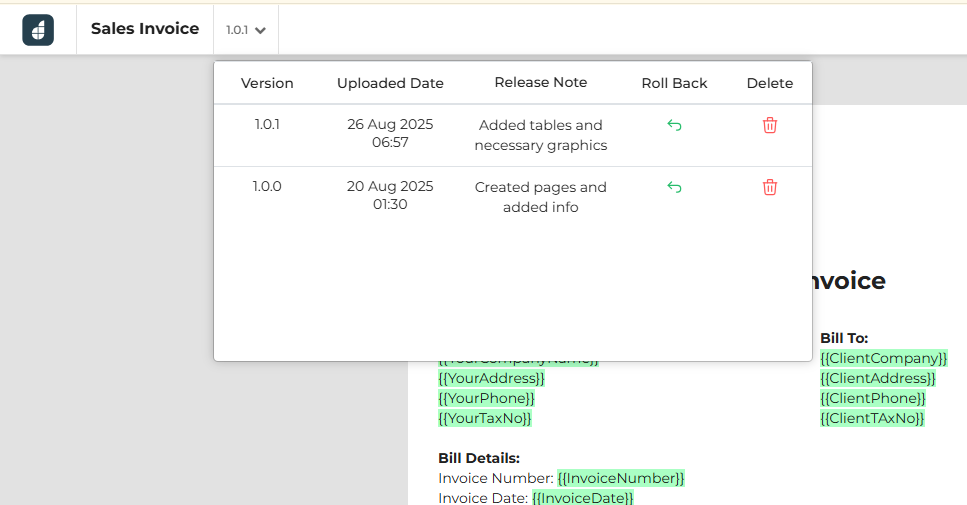 Sales Invoice
1.0.1
Version Uploaded Date Release Note Roll Back Delete
1.0.1 26 Aug 2025 Added tables and
06:57 necessary graphics
1.0.0 20 Aug 2025 Created pages and
01:30 added info
nvoice
{{YourCompanyName}}
{{YourAddress}}
{{YourPhone}}
{{YourTaxNo}}
Bill To:
{{ClientCompany}}
{{ClientAddress}}
{{ClientPhone}}
{{ClientTAxNo}}
Bill Details:
Invoice Number: {{InvoiceNumber}}
Invoice Date: {{InvoiceDate}}